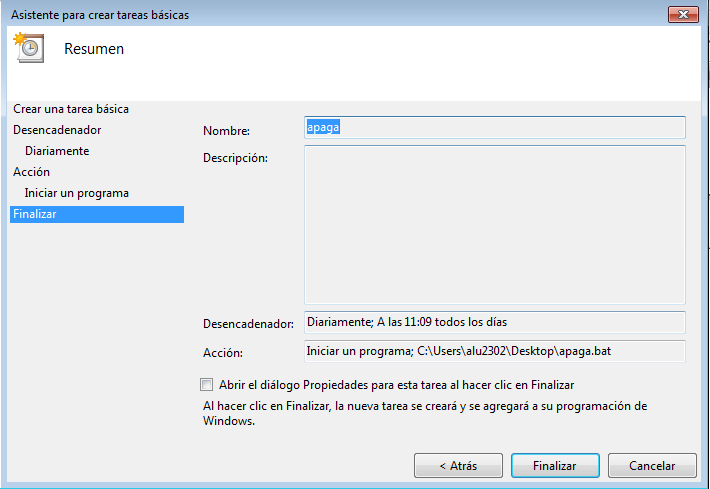 Asistente para crear tareas básicas
Resumen
Crear una tarea básica
Desencadenador
Diariamente
Acción
Iniciar un programa
Finalizar
Nombre:
apaga
Descripción:
Desencadenador:
Diariamente; A las 11:09 todos los días
Acción:
Iniciar un programa; C:\Users\alu2302\Desktop\apaga.bat
Abrir el diálogo Propiedades para esta tarea al hacer clic en Finalizar
Al hacer clic en Finalizar, la nueva tarea se creará y se agregará a su programación de
Windows.
< Atrás
Finalizar
Cancelar